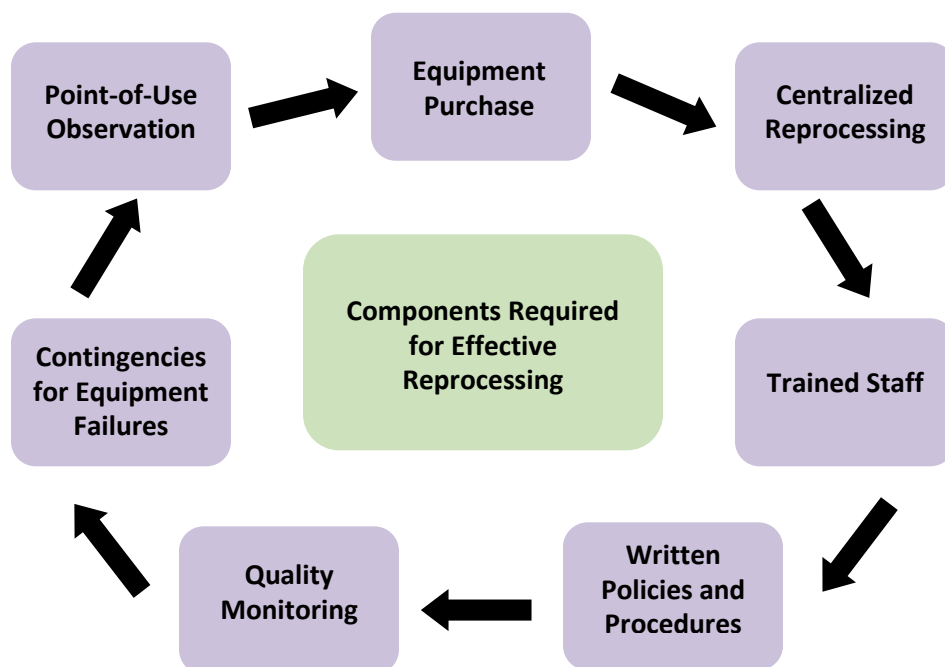 Equipment
Purchase
Centralized
Reprocessing
Trained Staff
Written
Policies and
Procedures
Quality
Monitoring
Contingencies
for Equipment
Failures
Point-of-Use
Observation
Components Required
for Effective
Reprocessing